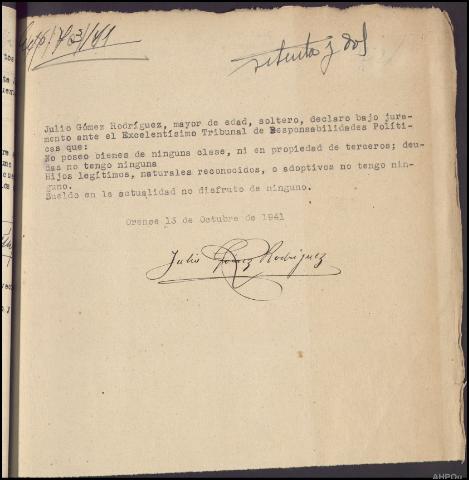 setenta y dos
Julio Gómez Rodríguez, mayor de edad, soltero, declaro bajo jura-
mento ante el Excelentísimo Tribunal de Responsabilidades Políti-
cas que:
No poseo bienes de ninguna clase, ni en propiedad de terceros; deu-
das no tengo ninguna
Hijos legítimos, naturales reconocidos, o adoptivos no tengo nin-
guno.
Sueldo en la actualidad no disfruto de ninguno.
Orense 13 de Octubre de 1941
Julio Gómez Rodríguez
AHPOu